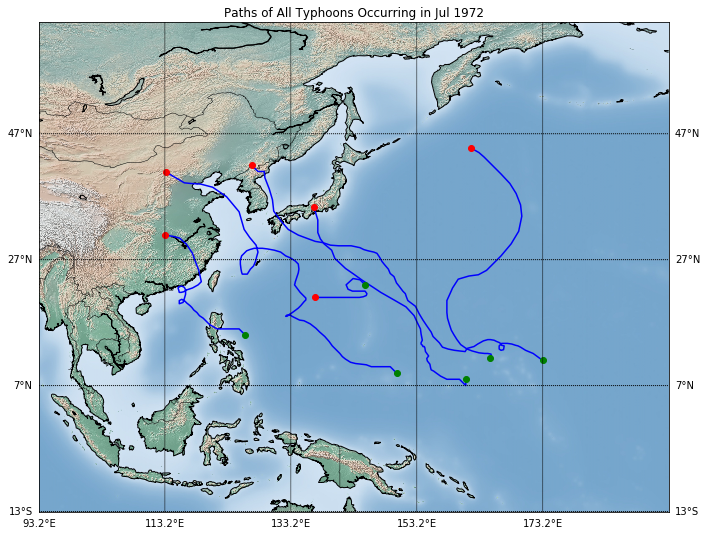 Paths of All Typhoons Occurring in Jul 1972
47°N 47°N
27°N 27°N
7°N 7°N
13°S 13°S
93.2°E 113.2°E 133.2°E 153.2°E 173.2°E